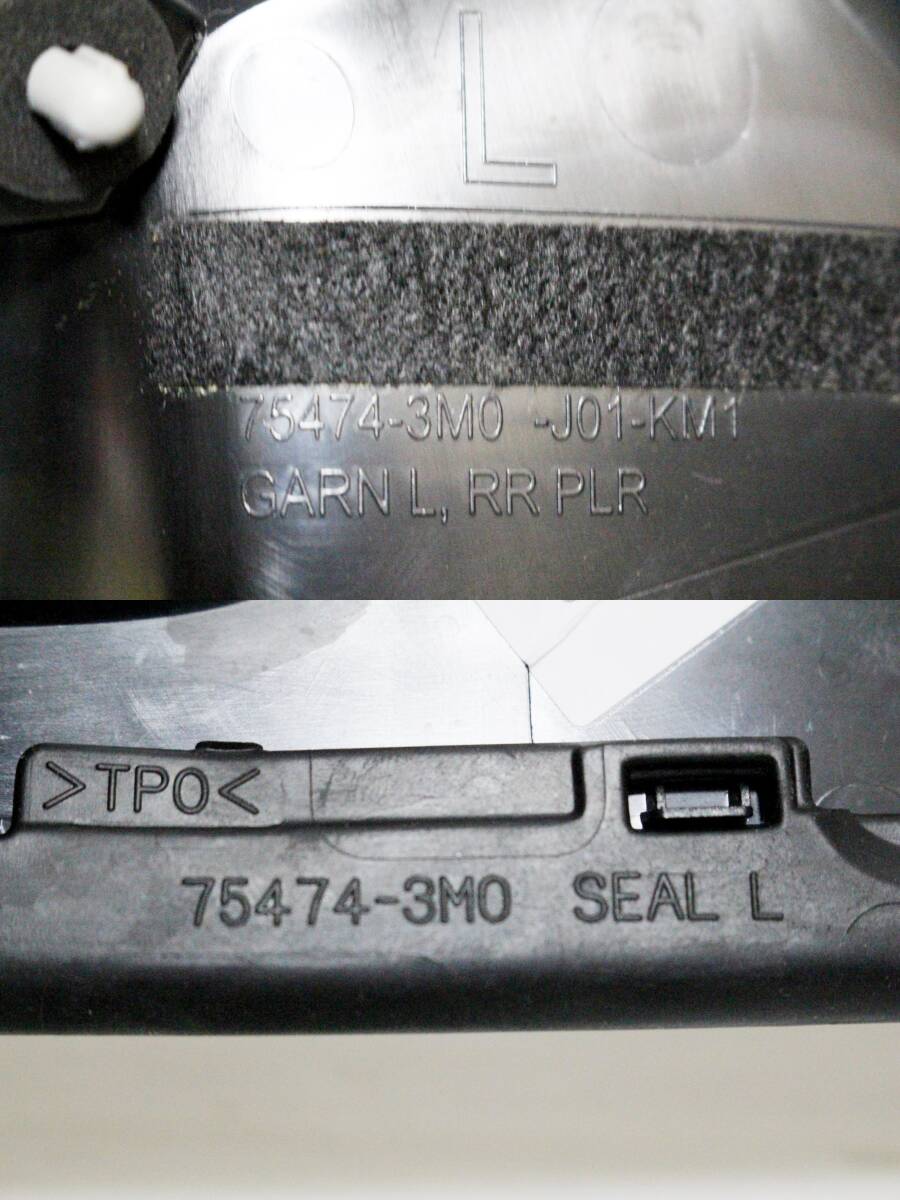 L
75474-3M0 -J01-KM1
GARN L, RR PLR
>TPO<
75474-3M0 SEAL L